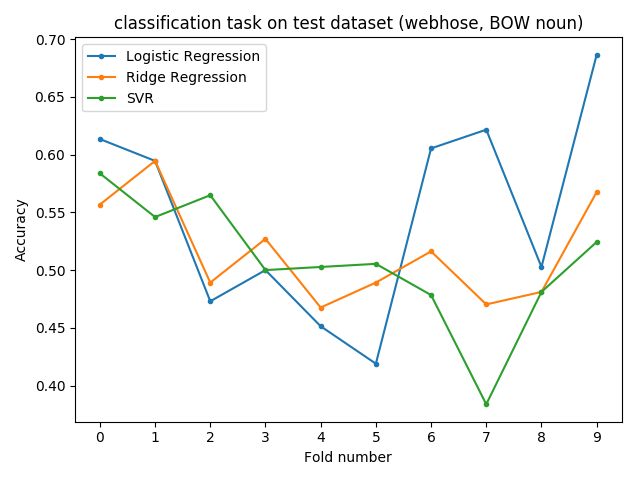 classification task on test dataset (webhose, BOW noun)
0.70
0.65
0.60
0.55
0.50
0.45
0.40
Accuracy
Logistic Regression
Ridge Regression
SVR
0 1 2 3 4 5 6 7 8 9
Fold number